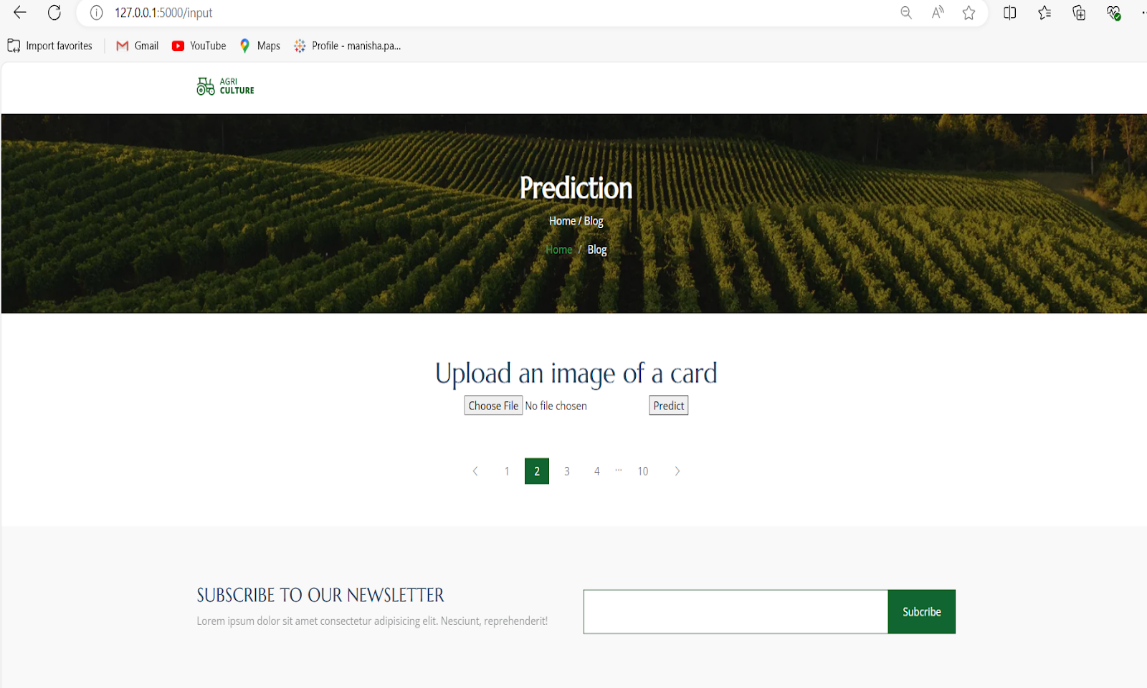 127.0.0.1:5000/input
Import favorites Gmail YouTube Maps Profile - manisha.pa...
AGRI
CULTURE
Prediction
Home / Blog
Home / Blog
Upload an image of a card
Choose File No file chosen Predict
1 2 3 4 ... 10
SUBSCRIBE TO OUR NEWSLETTER
Lorem ipsum dolor sit amet consectetur adipisicing elit. Nesciunt, reprehenderit!
Subcribe